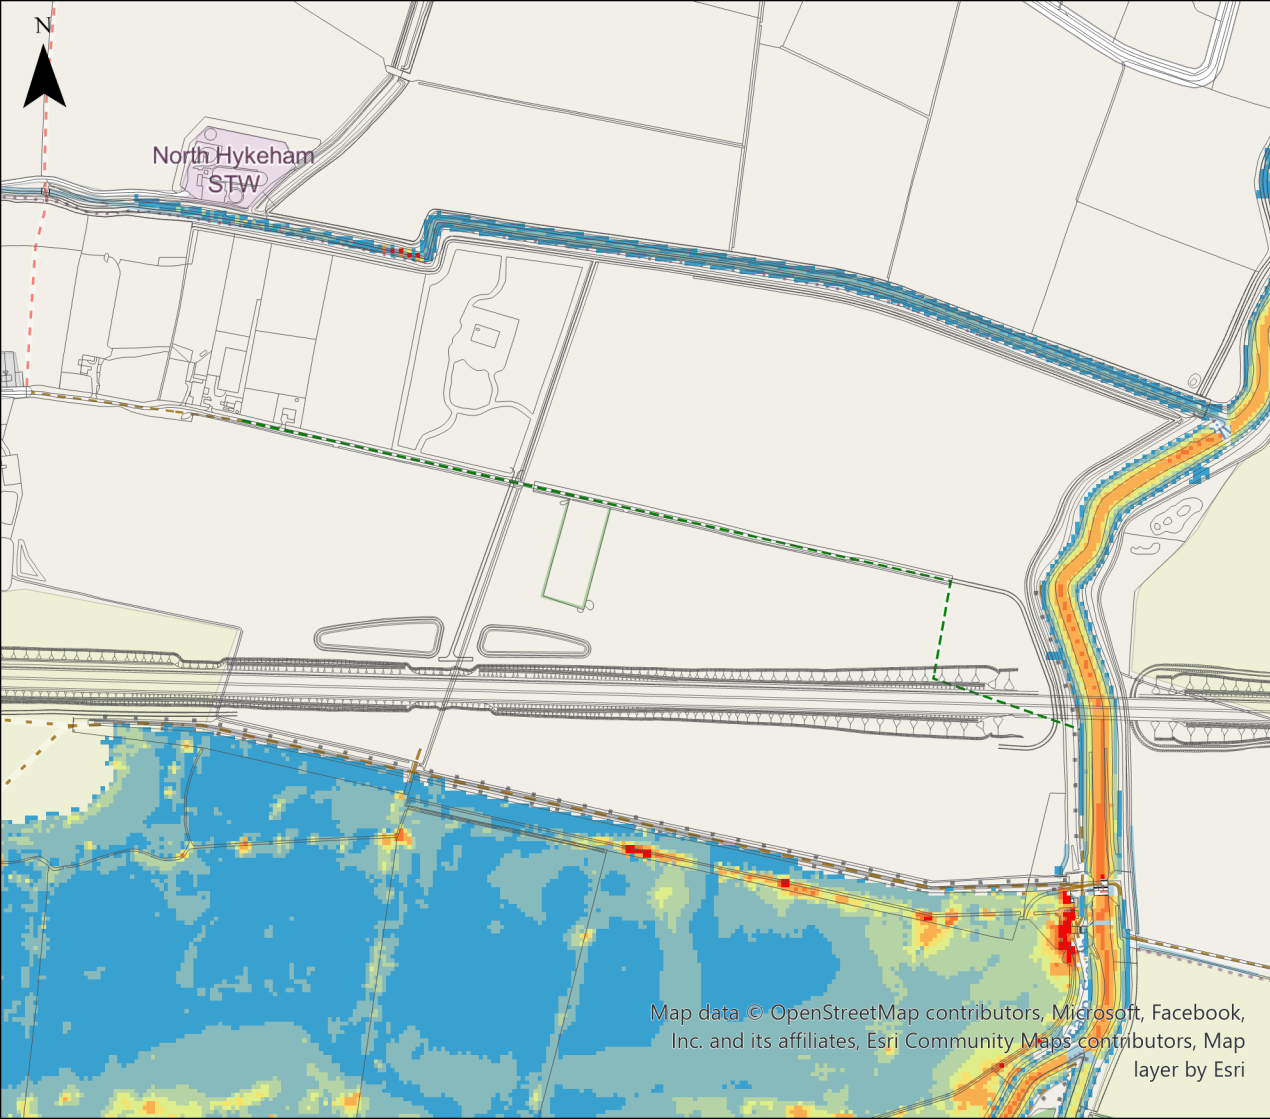 N
North Hykeham
STW
Map data © OpenStreetMap contributors, Microsoft, Facebook,
Inc. and its affiliates, Esri Community Maps contributors, Map
layer by Esri